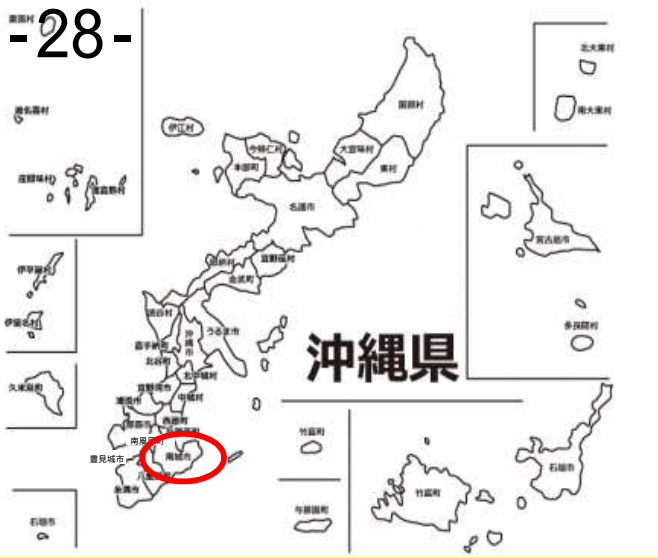 -28-
粟国村
北大東村
渡名喜村
南大東村
国頭村
伊江村
今帰仁村
大宜味村
本部町
東村
座間味村
渡嘉敷村
名護市
宮古島市
恩納村
宜野座村
伊平屋村
金武町
読谷村
伊是名村
うるま市
多良間村
沖縄市
嘉手納町
沖縄県
北谷町
北中城村
久米島町
宜野湾市
中城村
浦添市
西原町
那覇市
竹富町
南風原町
豊見城市
南城市
石垣市
糸満市
竹富町
与那国町
石垣市